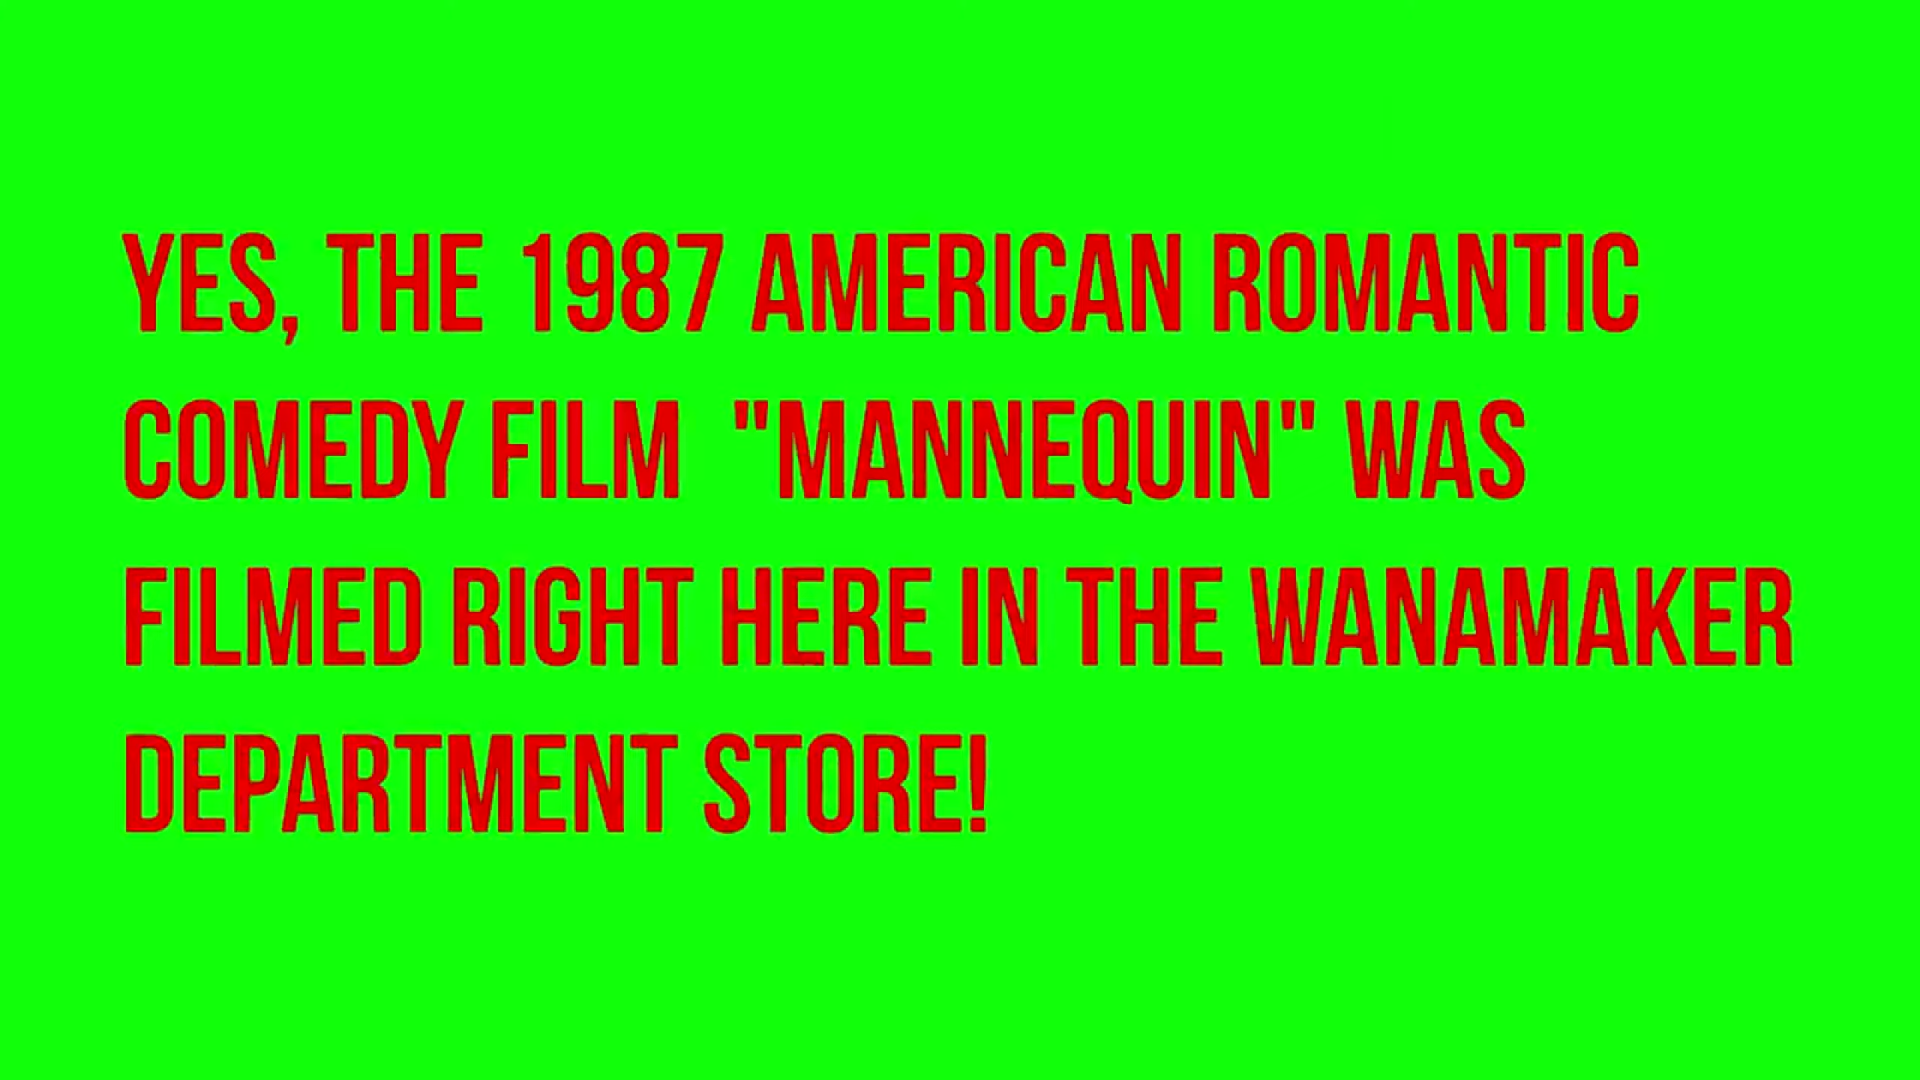 YES, THE 1987 AMERICAN ROMANTIC
COMEDY FILM "MANNEQUIN" WAS
FILMED RIGHT HERE IN THE WANAMAKER
DEPARTMENT STORE!